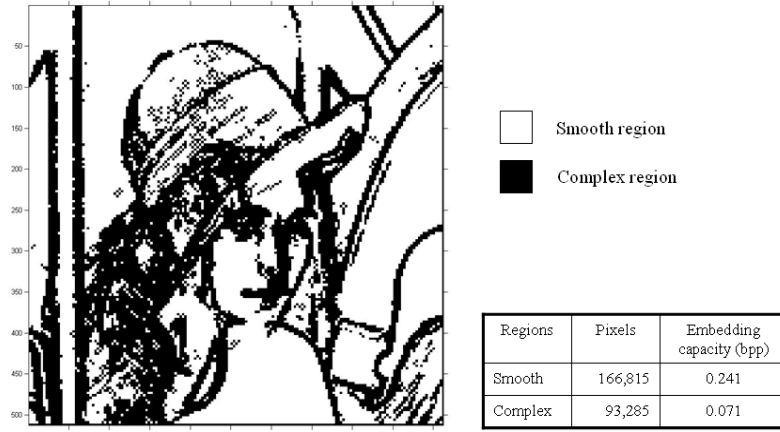 50
100
150
200
250
300
350
400
450
500
Smooth region
Complex region
Regions Pixels Embedding
capacity (bpp)
Smooth 166,815 0.241
Complex 93,285 0.071